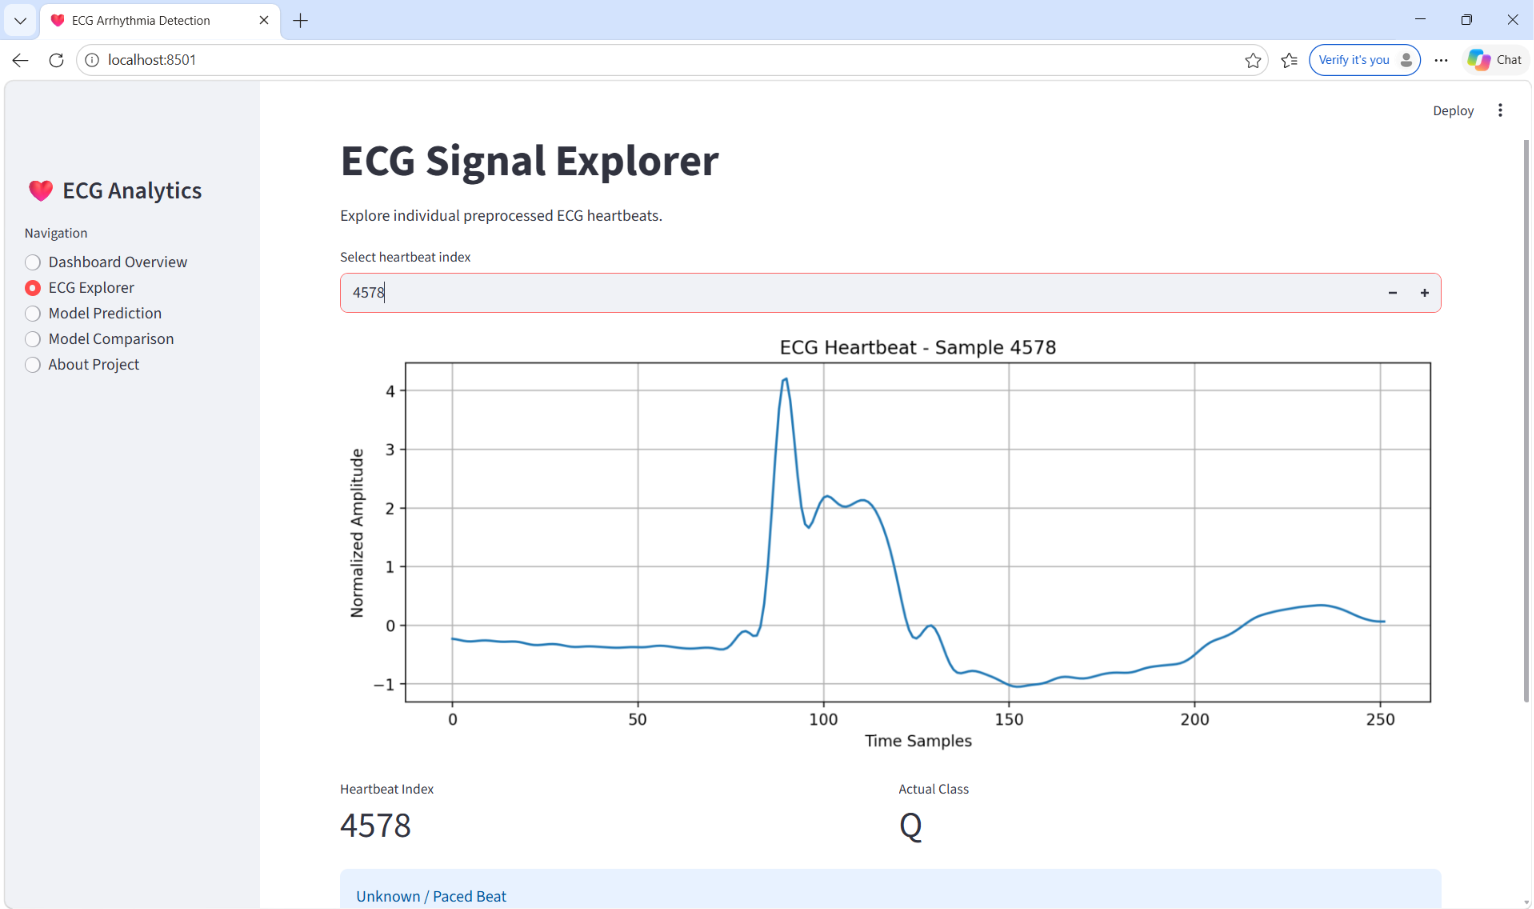 ECG Arrhythmia Detection
localhost:8501
Verify it's you
Chat
Deploy
ECG Analytics
Navigation
Dashboard Overview
ECG Explorer
Model Prediction
Model Comparison
About Project
ECG Signal Explorer
Explore individual preprocessed ECG heartbeats.
Select heartbeat index
4578
ECG Heartbeat - Sample 4578
Normalized Amplitude
4
3
2
1
0
−1
0 50 100 150 200 250
Time Samples
Heartbeat Index
4578
Actual Class
Q
Unknown / Paced Beat